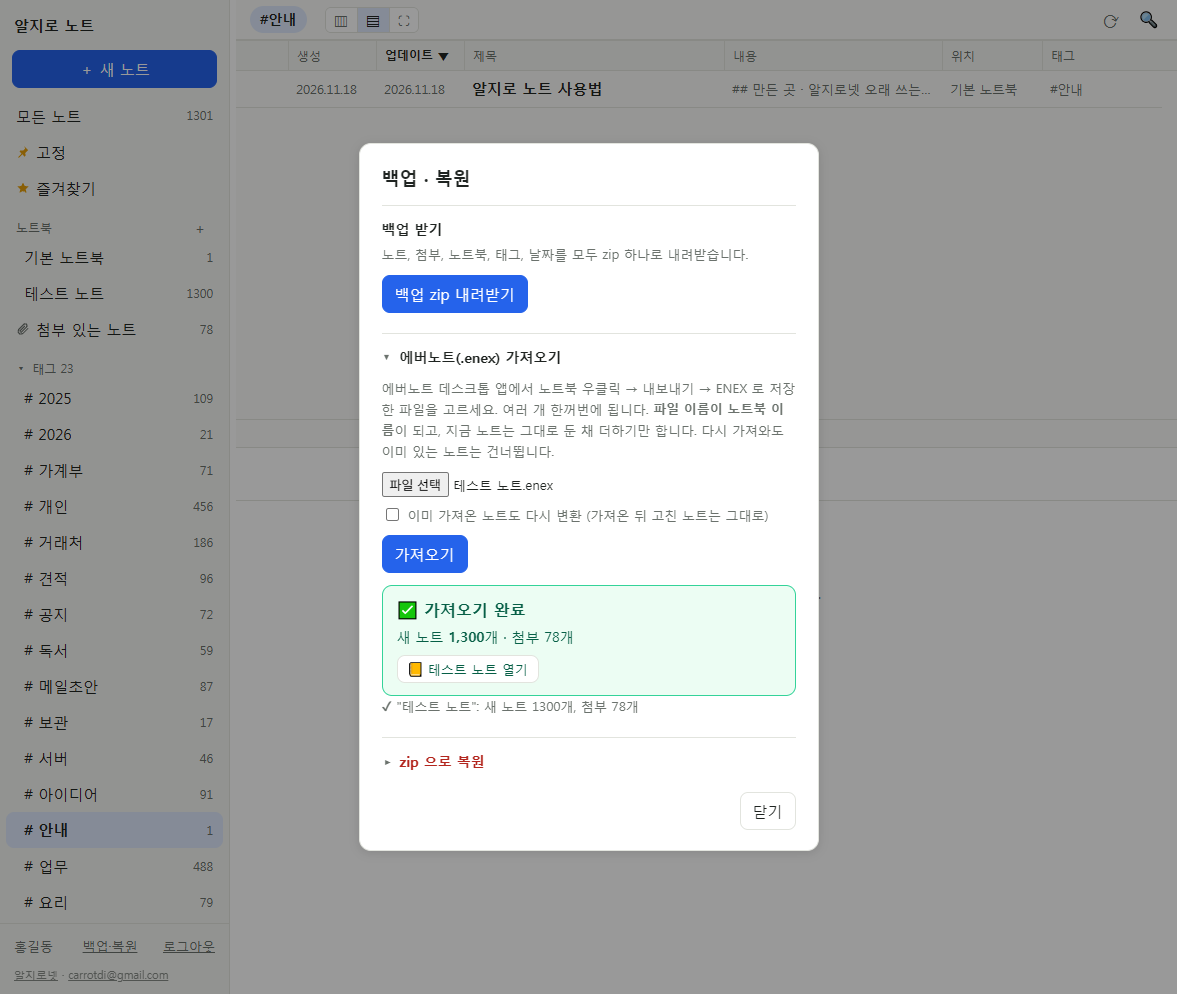 알지로 노트
+ 새 노트
모든 노트 1301
고정
즐겨찾기
노트북 +
기본 노트북 1
테스트 노트 1300
첨부 있는 노트 78
▾ 태그 23
# 2025 109
# 2026 21
# 가계부 71
# 개인 456
# 거래처 186
# 견적 96
# 공지 72
# 독서 59
# 메일초안 87
# 보관 17
# 서버 46
# 아이디어 91
# 안내 1
# 업무 488
# 요리 79
홍길동 백업·복원 로그아웃
알지로넷 · carrotdi@gmail.com
#안내
생성 업데이트 ▼ 제목 내용 위치 태그
2026.11.18 2026.11.18 알지로 노트 사용법 ## 만든 곳 · 알지로넷 오래 쓰는... 기본 노트북 #안내
백업 · 복원
백업 받기
노트, 첨부, 노트북, 태그, 날짜를 모두 zip 하나로 내려받습니다.
백업 zip 내려받기
▾ 에버노트(.enex) 가져오기
에버노트 데스크톱 앱에서 노트북 우클릭 → 내보내기 → ENEX 로 저장
한 파일을 고르세요. 여러 개 한꺼번에 됩니다. 파일 이름이 노트북 이
름이 되고, 지금 노트는 그대로 둔 채 더하기만 합니다. 다시 가져와도
이미 있는 노트는 건너뜁니다.
파일 선택 테스트 노트.enex
이미 가져온 노트도 다시 변환 (가져온 뒤 고친 노트는 그대로)
가져오기
✅ 가져오기 완료
새 노트 1,300개 · 첨부 78개
📒 테스트 노트 열기
✓ "테스트 노트": 새 노트 1300개, 첨부 78개
▸ zip 으로 복원
닫기